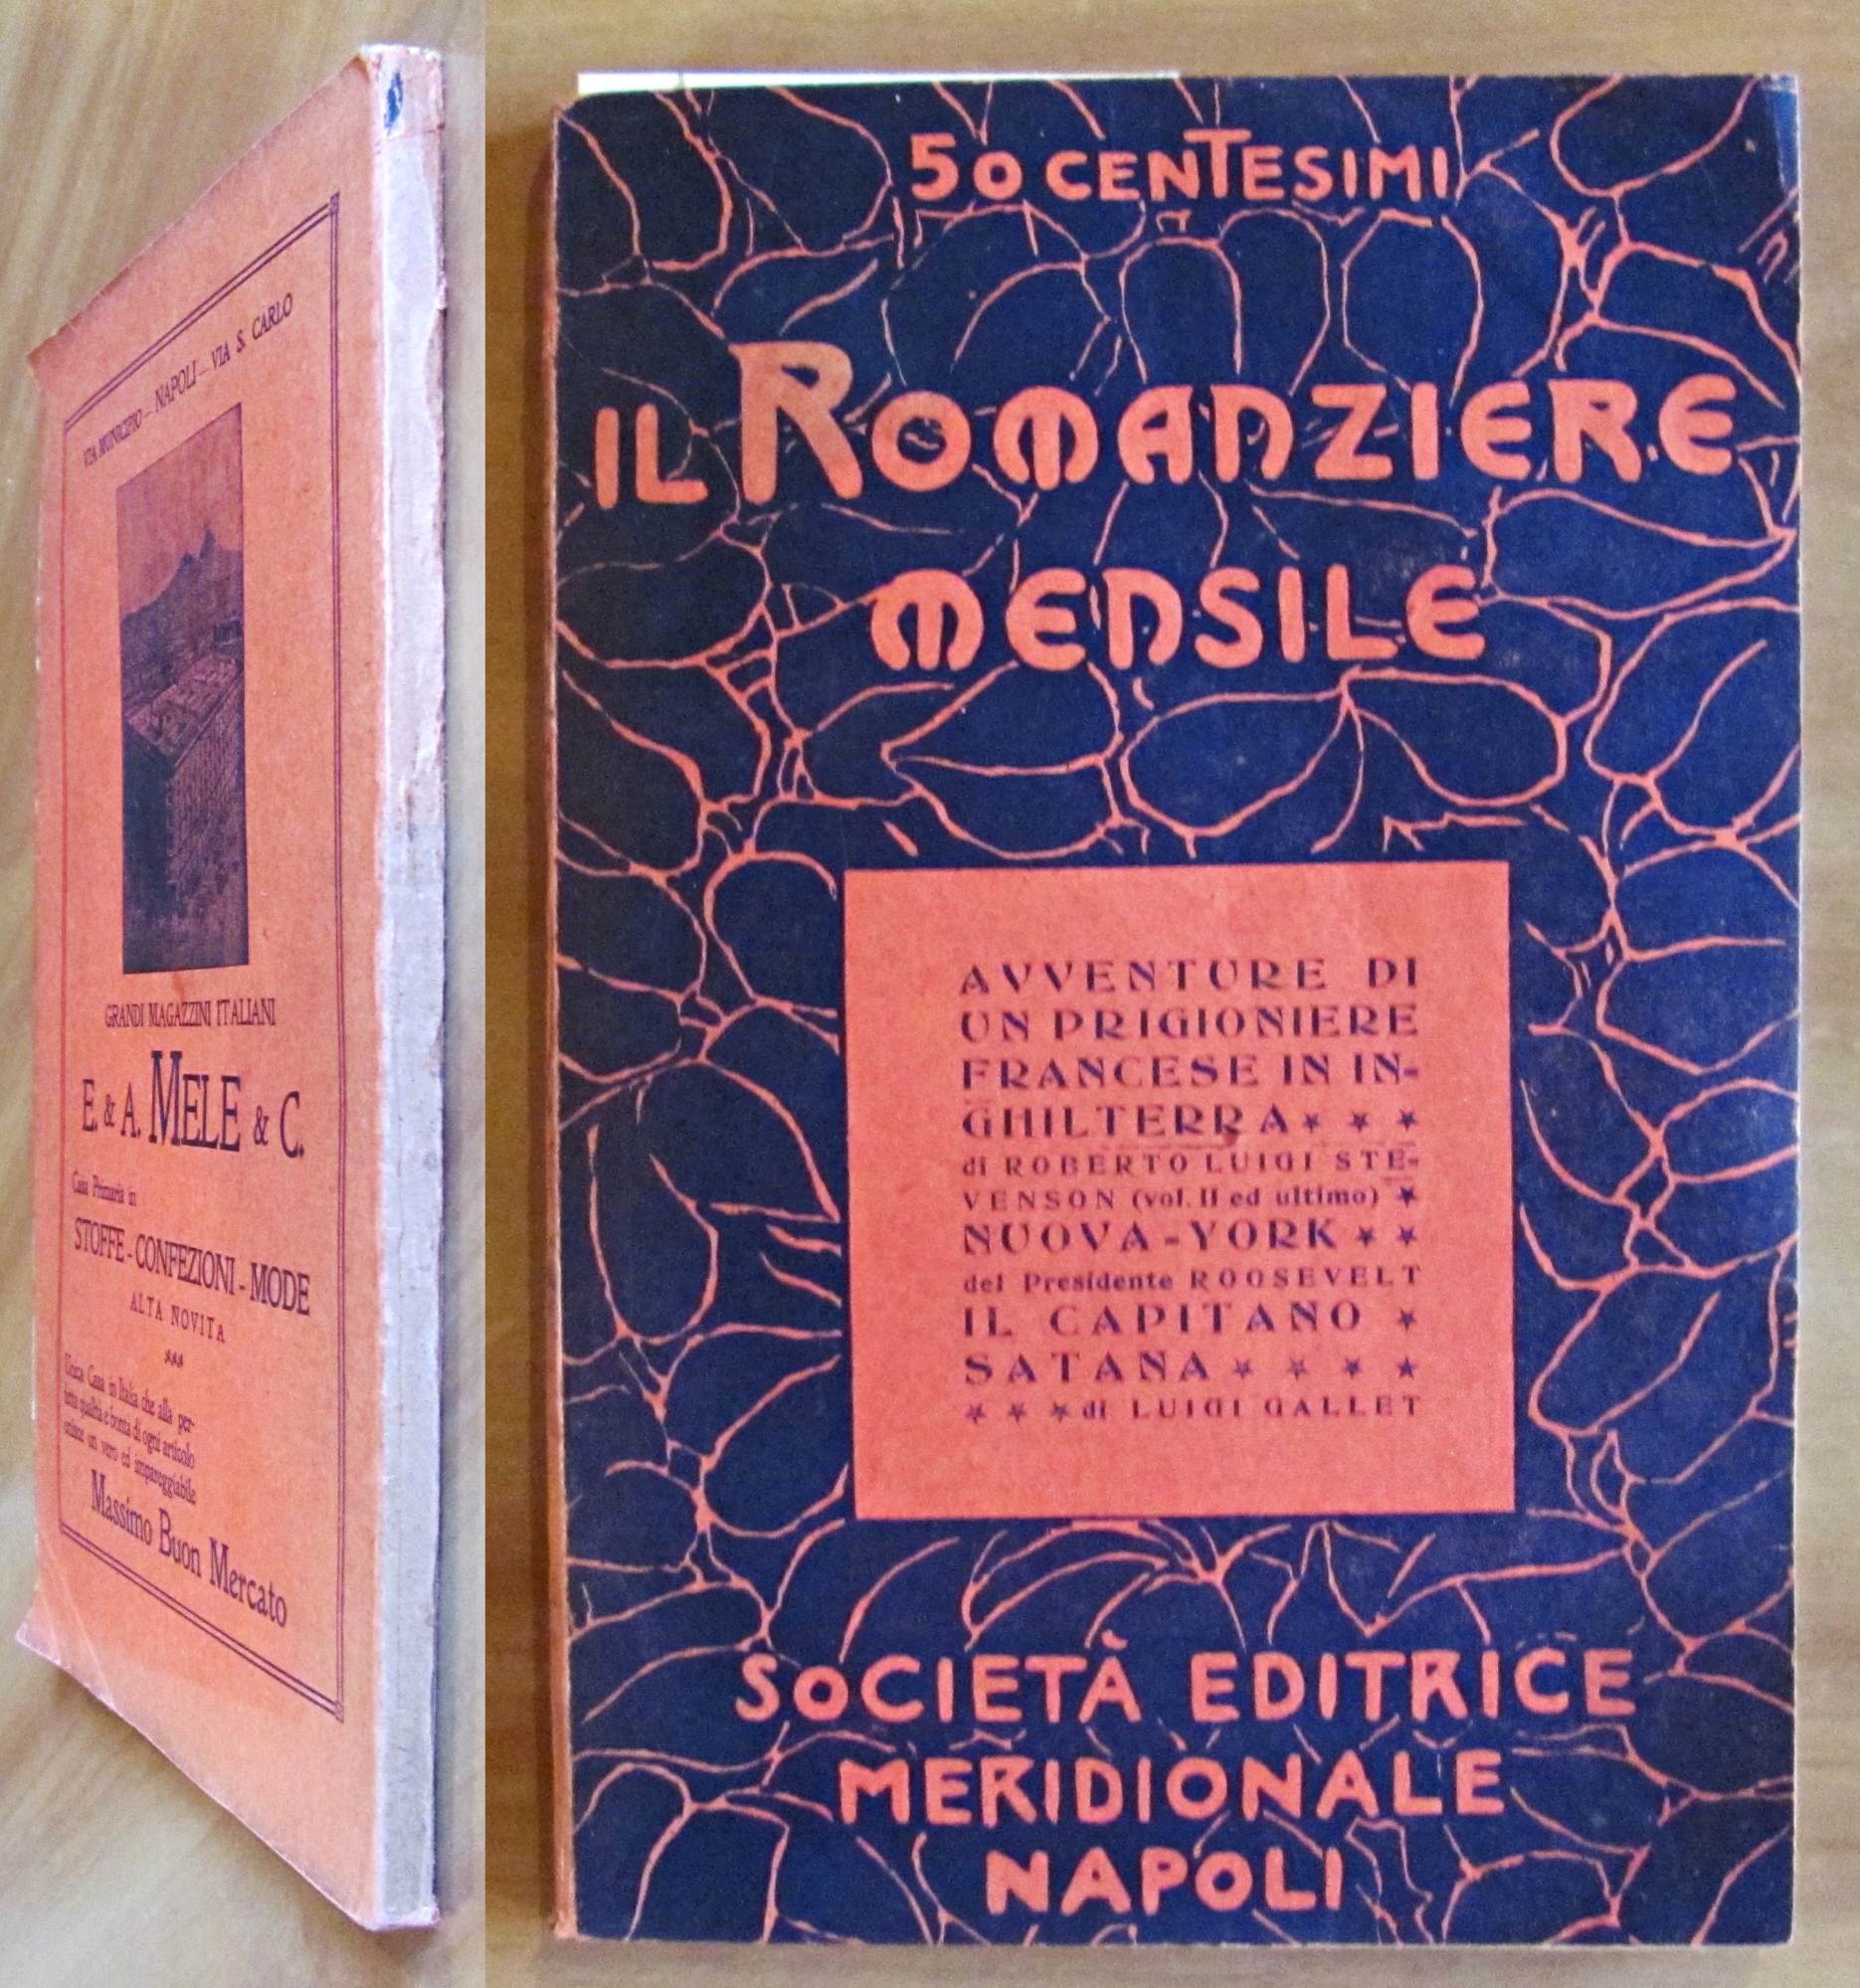 VIA MUNICIPIO – NAPOLI – VIA S. CARLO
GRANDI MAGAZZINI ITALIANI
E. & A. MELE & C.
Casa Primaria in
STOFFE - CONFEZIONI - MODE
ALTA NOVITA
Unica Casa in Italia che alla per-
fetta qualità e bontà di ogni articolo
unisce un vero ed impareggiabile
Massimo Buon Mercato
50 CENTESIMI
IL ROMANZIERE
MENSILE
AVVENTURE DI
UN PRIGIONIERE
FRANCESE IN IN-
GHILTERRA ★ ★ ★
di ROBERTO LUIGI STE-
VENSON (vol. II ed ultimo) ★
NUOVA-YORK ★ ★
del Presidente ROOSEVELT
IL CAPITANO ★
SATANA ★ ★ ★ ★
★ ★ ★ di LUIGI GALLET
SOCIETÀ EDITRICE
MERIDIONALE
NAPOLI